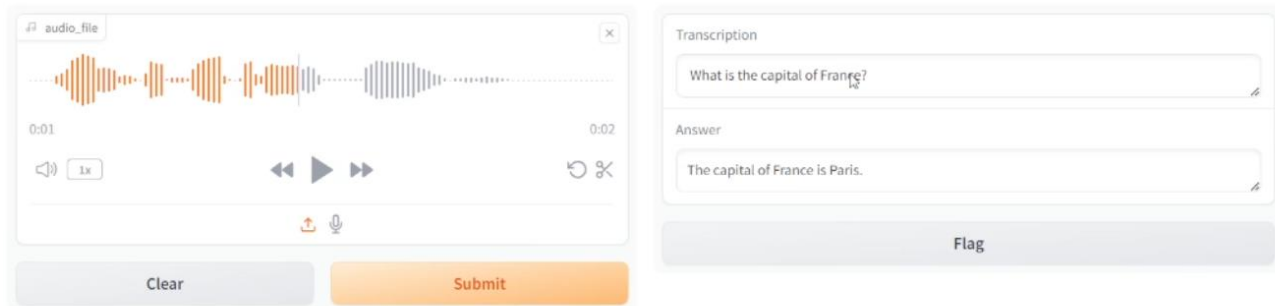 audio_file
0:01
0:02
1x
Clear
Submit
Transcription
What is the capital of France?
Answer
The capital of France is Paris.
Flag